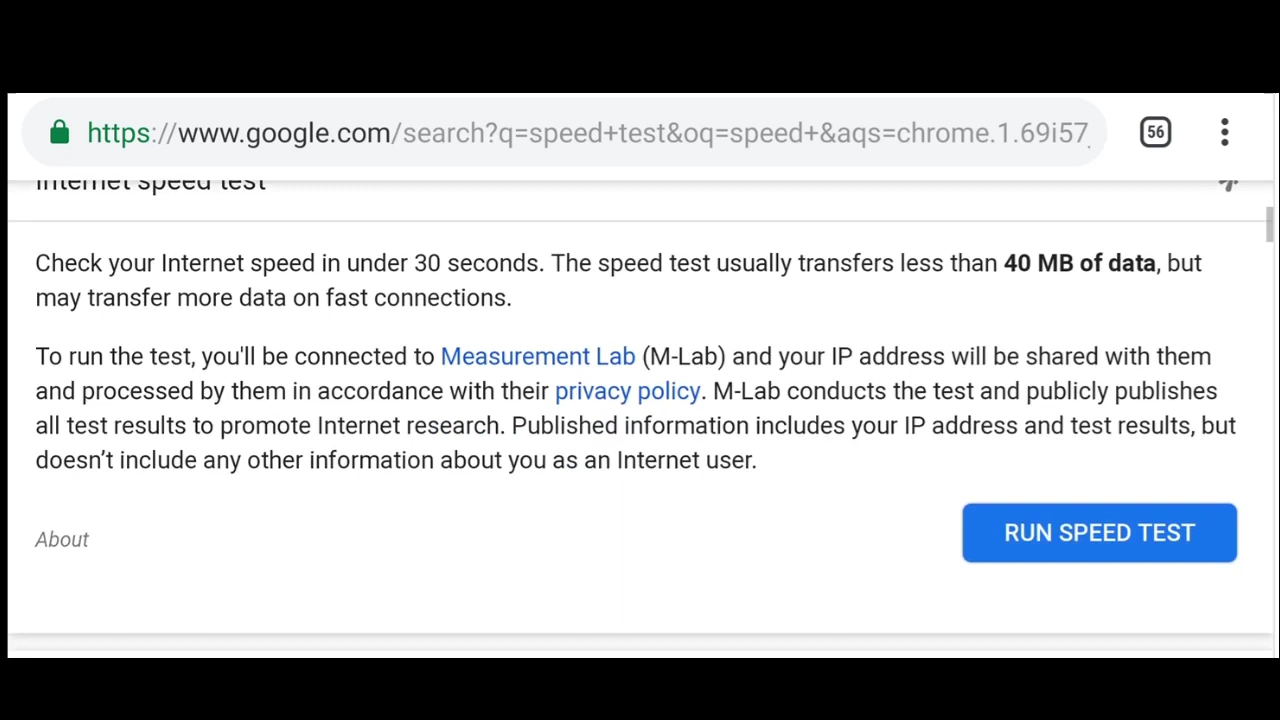 https://www.google.com/search?q=speed+test&oq=speed+&aqs=chrome.1.69i57
56
Internet speed test
Check your Internet speed in under 30 seconds. The speed test usually transfers less than 40 MB of data, but
may transfer more data on fast connections.
To run the test, you'll be connected to Measurement Lab (M-Lab) and your IP address will be shared with them
and processed by them in accordance with their privacy policy. M-Lab conducts the test and publicly publishes
all test results to promote Internet research. Published information includes your IP address and test results, but
doesn’t include any other information about you as an Internet user.
About
RUN SPEED TEST